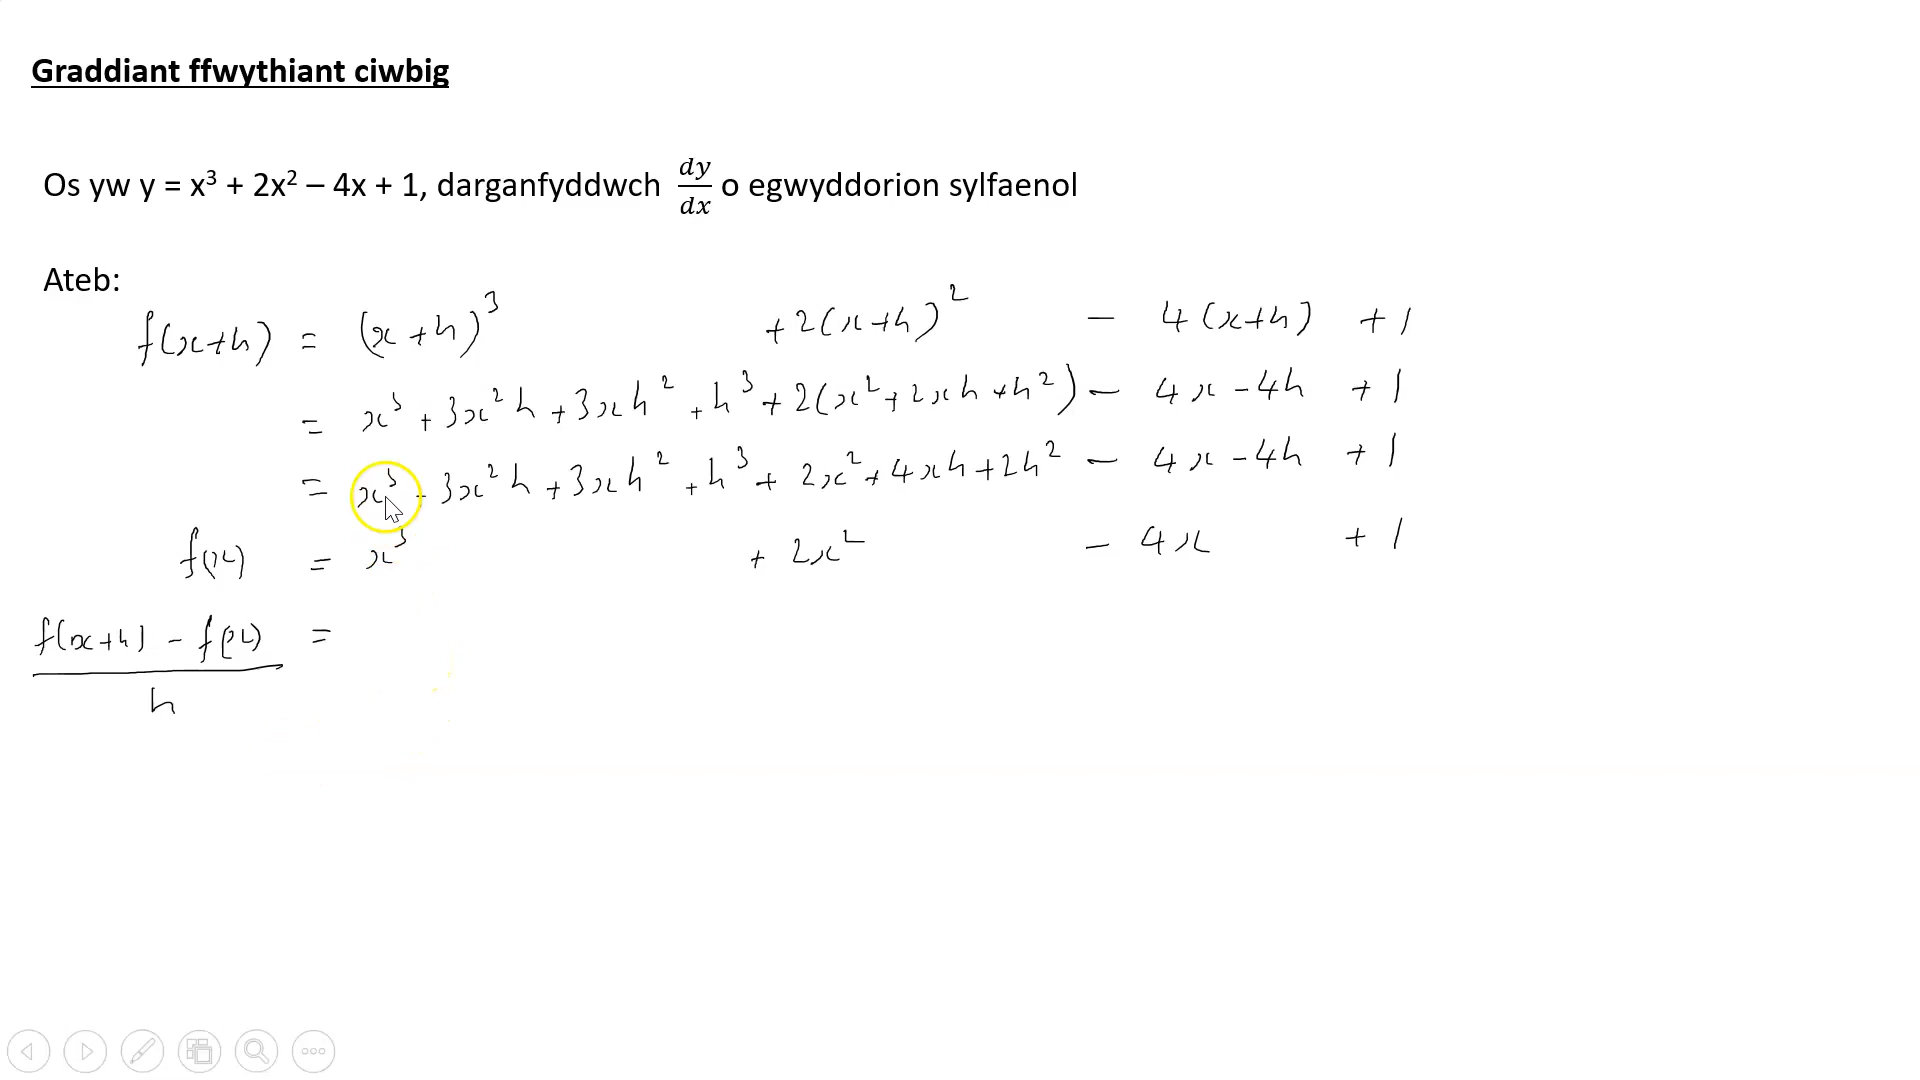 Graddiant ffwythiant ciwbig
Os yw y = x³ + 2x² – 4x + 1, darganfyddwch dy/dx o egwyddorion sylfaenol
Ateb:
f(x+h) = (x+h)³ + 2(x+h)² – 4(x+h) + 1
= x³ + 3x²h + 3xh² + h³ + 2(x² + 2xh + h²) – 4x – 4h + 1
= x³ + 3x²h + 3xh² + h³ + 2x² + 4xh + 2h² – 4x – 4h + 1
f(x) = x³ + 2x² – 4x + 1
f(x+h) – f(x) =
h